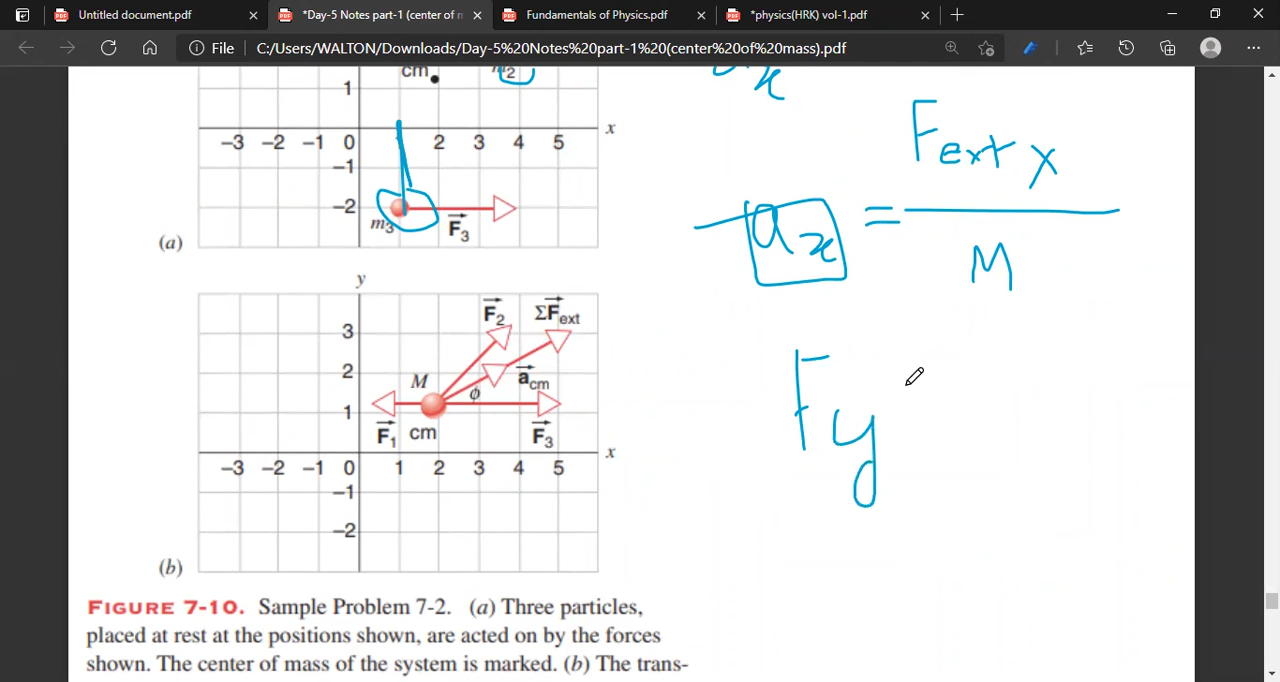 Untitled document.pdf
*Day-5 Notes part-1 (center of m
Fundamentals of Physics.pdf
*physics(HRK) vol-1.pdf
File
C:/Users/WALTON/Downloads/Day-5%20Notes%20part-1%20(center%20of%20mass).pdf
cm
m2
1
x
−3 −2 −1 0 2 3 4 5
−1
−2
m3
F3
(a)
y
3
2
1
F2
ΣFext
M
acm
ϕ
F1 cm F3
x
−3 −2 −1 0 1 2 3 4 5
−1
−2
(b)
FIGURE 7-10. Sample Problem 7-2. (a) Three particles,
placed at rest at the positions shown, are acted on by the forces
shown. The center of mass of the system is marked. (b) The trans-
x
F ext x
ax =
M
Fy